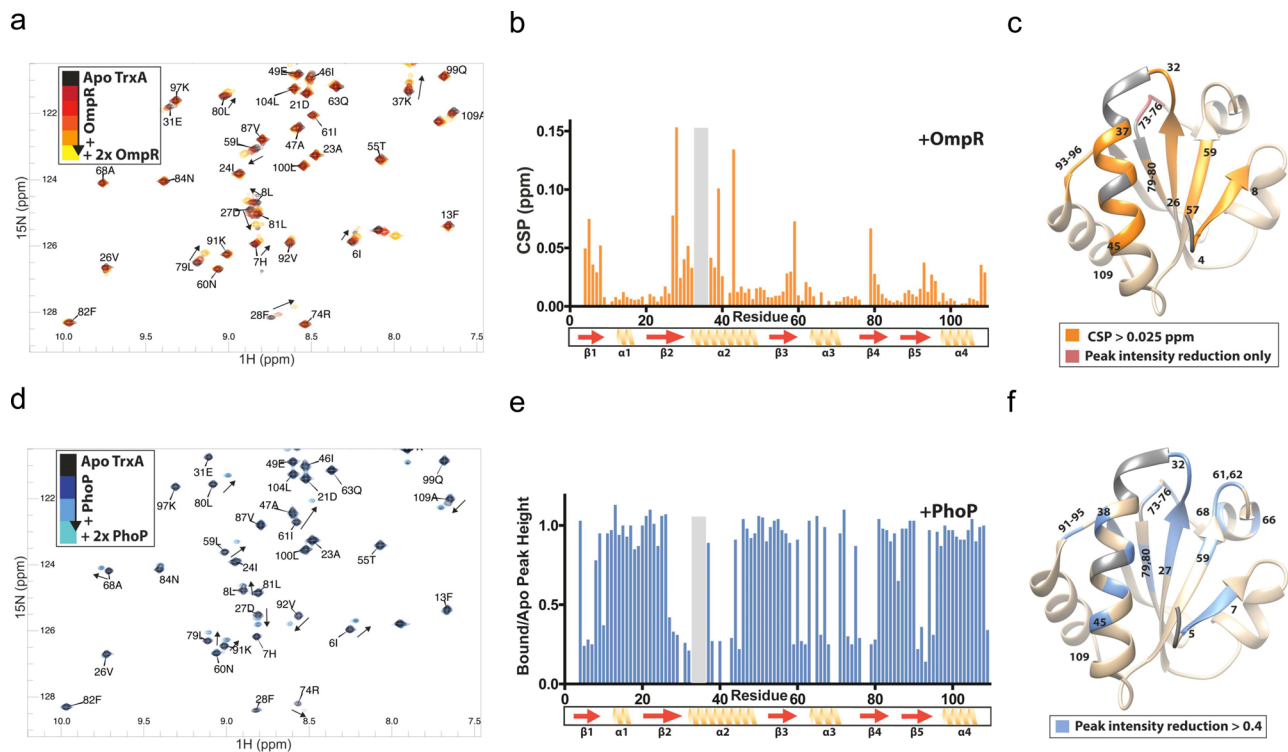 a
Apo TrxA
+ OmpR
+ 2x OmpR
49E
46I
99Q
97K
31E
80L
104L
21D
63Q
37K
109A
87V
61I
59L
47A
23A
24I
100L
55T
68A
84N
8L
27D
81L
13F
91K
7H
92V
6I
26V
79L
60N
28F
74R
82F
122
124
126
128
15N (ppm)
10.0 9.5 9.0 8.5 8.0 7.5
1H (ppm)
b
+OmpR
0.15
0.10
0.05
0.00
CSP (ppm)
0 20 40 60 80 100
Residue
β1 α1 β2 α2 β3 α3 β4 β5 α4
c
32
73-76
37
93-96
59
79-80
26
57
8
45
4
109
CSP > 0.025 ppm
Peak intensity reduction only
d
Apo TrxA
+ PhoP
+ 2x PhoP
31E
49E
46I
99Q
97K
80L
104L
21D
63Q
109A
47A
87V
61I
59L
24I
100L
23A
55T
68A
84N
8L
81L
27D
92V
13F
79L
91K
7H
6I
60N
26V
28F
74R
82F
122
124
126
128
15N (ppm)
10.0 9.5 9.0 8.5 8.0 7.5
1H (ppm)
e
+PhoP
1.0
0.5
0.0
Bound/Apo Peak Height
0 20 40 60 80 100
Residue
β1 α1 β2 α2 β3 α3 β4 β5 α4
f
32
61,62
73-76
91-95
38
68
66
79,80
27
59
7
45
5
109
Peak intensity reduction > 0.4